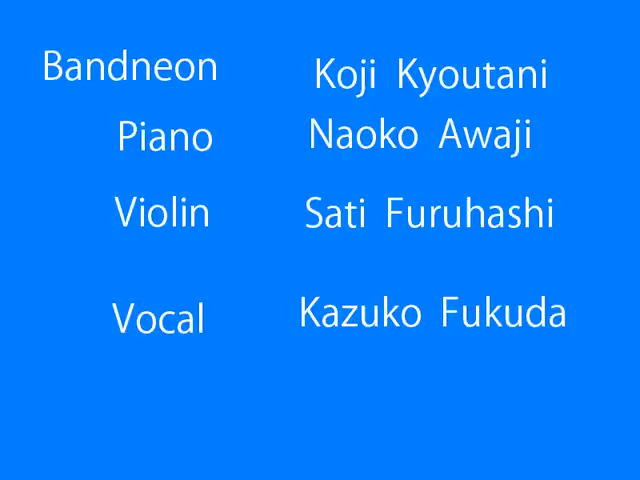 Bandneon Koji Kyoutani
Piano Naoko Awaji
Violin Sati Furuhashi
Vocal Kazuko Fukuda